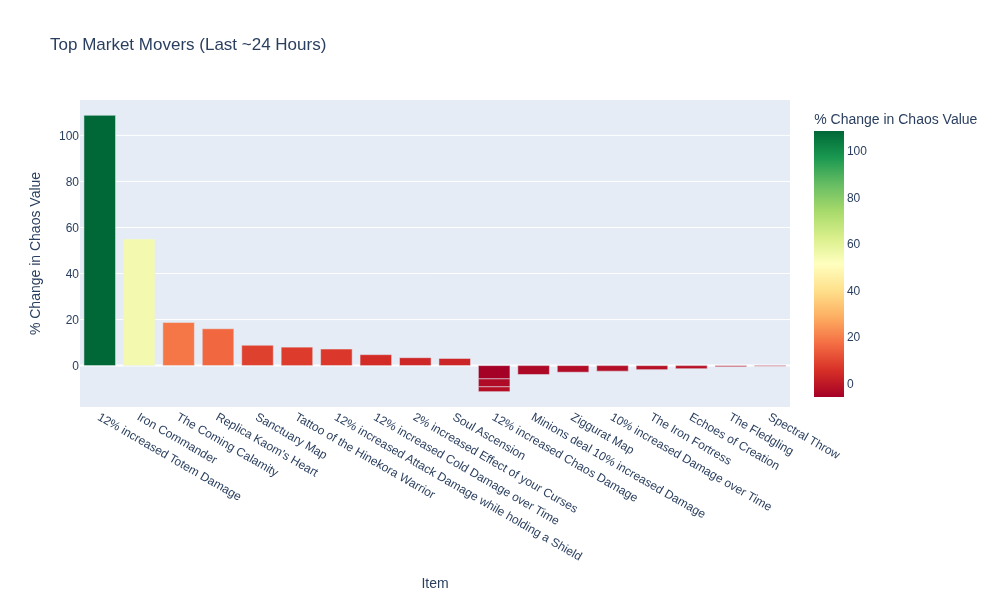 Top Market Movers (Last ~24 Hours)
% Change in Chaos Value
100
80
60
40
20
0
12% increased Totem Damage
Iron Commander
The Coming Calamity
Replica Kaom's Heart
Sanctuary Map
Tattoo of the Hinekora Warrior
12% increased Attack Damage while holding a Shield
12% increased Cold Damage over Time
2% increased Effect of your Curses
Soul Ascension
12% increased Chaos Damage
Minions deal 10% increased Damage
Ziggurat Map
10% increased Damage over Time
The Iron Fortress
Echoes of Creation
The Fledgling
Spectral Throw
Item
% Change in Chaos Value
100
80
60
40
20
0